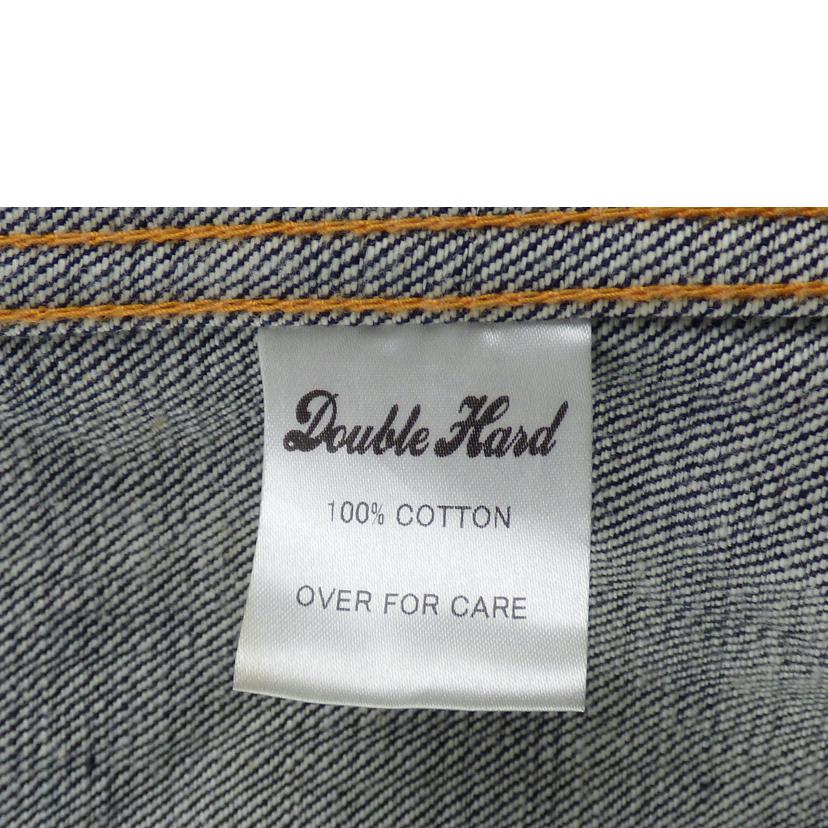 Double Hard
100% COTTON
OVER FOR CARE